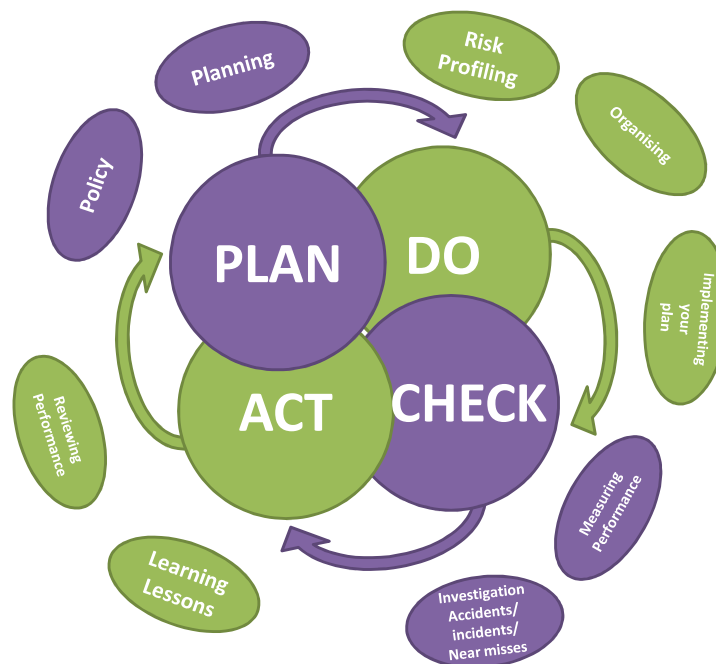 Planning
Risk
Profiling
Organising
Policy
PLAN
DO
Implementing
your
plan
ACT
CHECK
Reviewing
Performance
Measuring
Performance
Learning
Lessons
Investigation
Accidents/
incidents/
Near misses